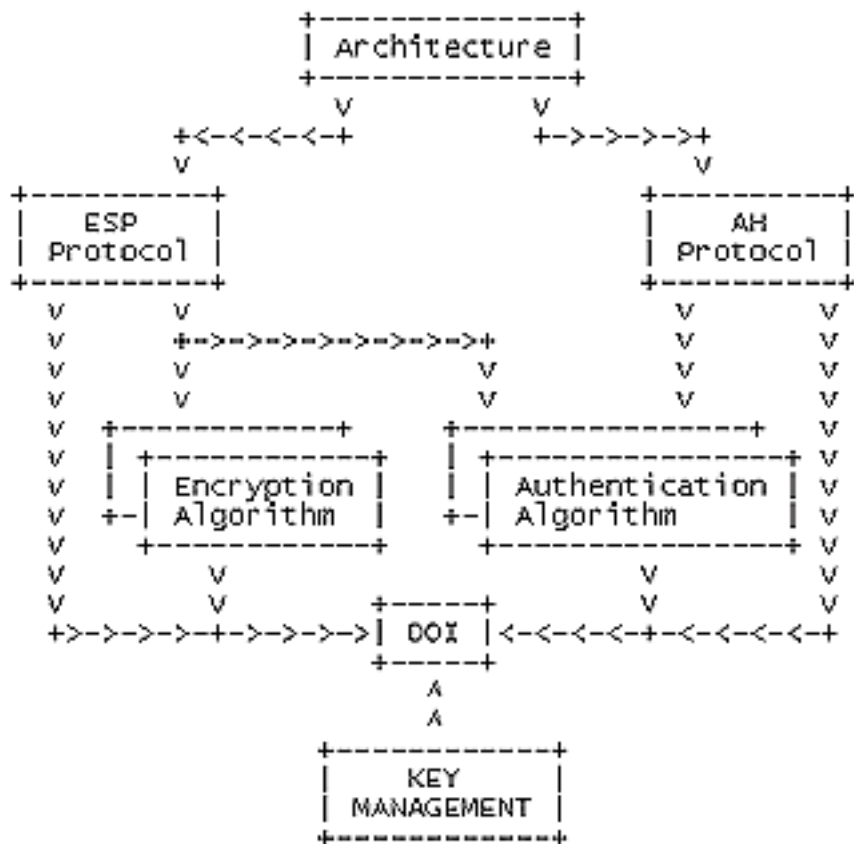 Architecture
ESP
Protocol
AH
Protocol
Encryption
Algorithm
Authentication
Algorithm
DOI
KEY
MANAGEMENT